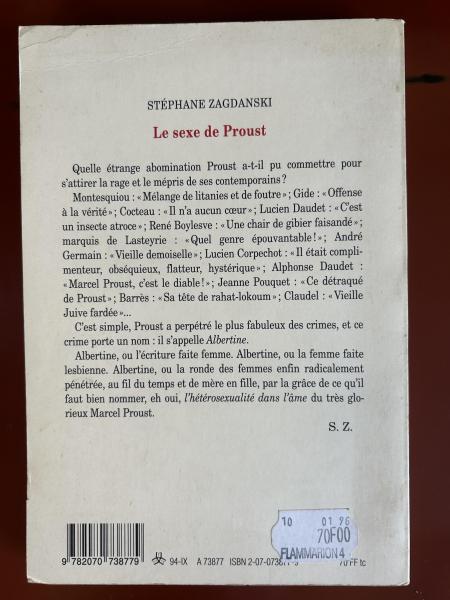 STÉPHANE ZAGDANSKI
Le sexe de Proust
Quelle étrange abomination Proust a-t-il pu commettre pour
s'attirer la rage et le mépris de ses contemporains ?
Montesquiou : « Mélange de litanies et de foutre » ; Gide : « Offense
à la vérité » ; Cocteau : « Il n'a aucun cœur » ; Lucien Daudet : « C'est
un insecte atroce » ; René Boylesve : « Une chair de gibier faisandé » ;
marquis de Lasteyrie : « Quel genre épouvantable ! » ; André
Germain : « Vieille demoiselle » ; Lucien Corpechot : « Il était compli-
menteur, obséquieux, flatteur, hystérique » ; Alphonse Daudet :
« Marcel Proust, c'est le diable ! » ; Jeanne Pouquet : « Ce détraqué
de Proust » ; Barrès : « Sa tête de rahat-lokoum » ; Claudel : « Vieille
Juive fardée »...
C'est simple, Proust a perpétré le plus fabuleux des crimes, et ce
crime porte un nom : il s'appelle Albertine.
Albertine, ou l'écriture faite femme. Albertine, ou la femme faite
lesbienne. Albertine, ou la ronde des femmes enfin radicalement
pénétrée, au fil du temps et de mère en fille, par la grâce de ce qu'il
faut bien nommer, eh oui, l'hétérosexualité dans l'âme du très glo-
rieux Marcel Proust.
S. Z.
10 01 96
70F00
FLAMMARION 4
9 782070 738779
94-IX A 73877 ISBN 2-07-073877-9 70 FF tc